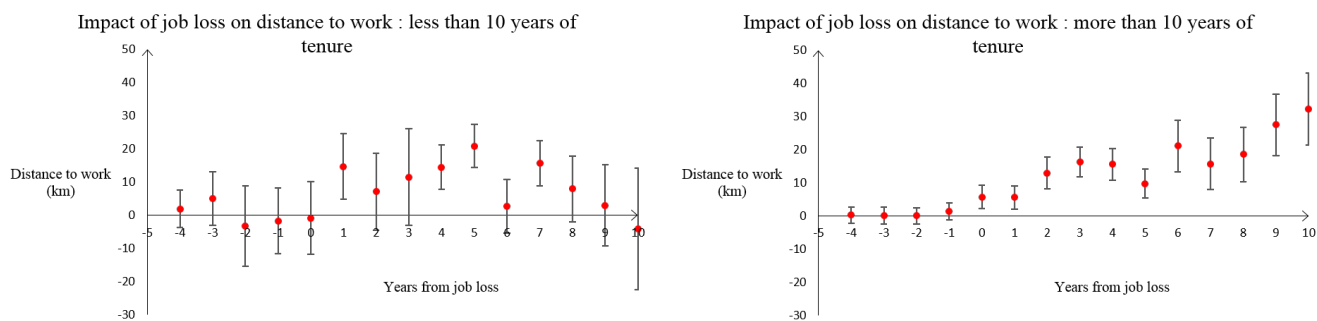 Impact of job loss on distance to work : less than 10 years of
tenure
50
40
30
20
10
0
-10
-20
-30
Distance to work
(km)
-5 -4 -3 -2 -1 0 1 2 3 4 5 6 7 8 9 10
Years from job loss
Impact of job loss on distance to work : more than 10 years of
tenure
50
40
30
20
10
0
-10
-20
-30
Distance to work
(km)
-5 -4 -3 -2 -1 0 1 2 3 4 5 6 7 8 9 10
Years from job loss